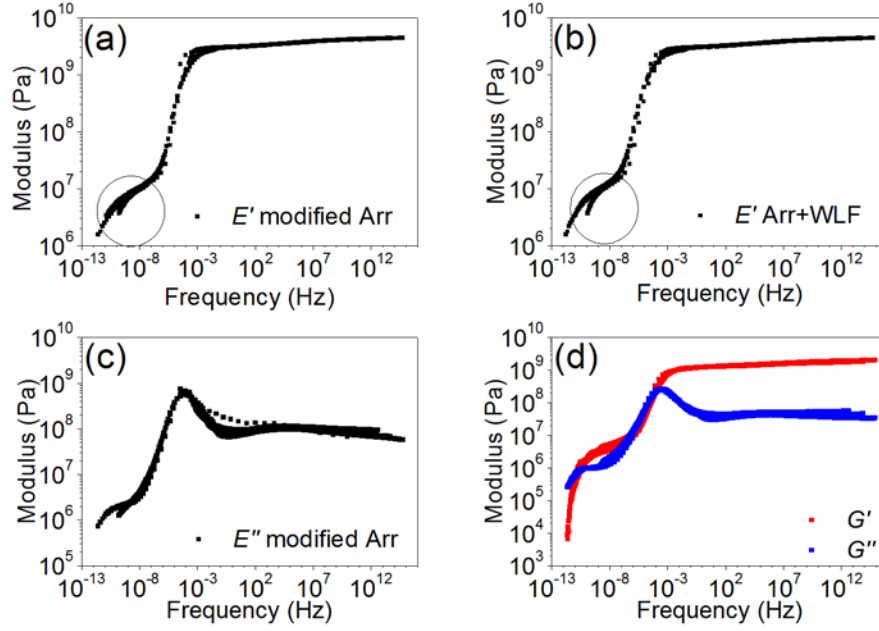 (a)
Modulus (Pa)
10^10
10^9
10^8
10^7
10^6
E′ modified Arr
10^-13 10^-8 10^-3 10^2 10^7 10^12
Frequency (Hz)
(b)
Modulus (Pa)
10^10
10^9
10^8
10^7
10^6
E′ Arr+WLF
10^-13 10^-8 10^-3 10^2 10^7 10^12
Frequency (Hz)
(c)
Modulus (Pa)
10^10
10^9
10^8
10^7
10^6
10^5
E″ modified Arr
10^-13 10^-8 10^-3 10^2 10^7 10^12
Frequency (Hz)
(d)
Modulus (Pa)
10^10
10^9
10^8
10^7
10^6
10^5
10^4
10^3
G′
G″
10^-13 10^-8 10^-3 10^2 10^7 10^12
Frequency (Hz)